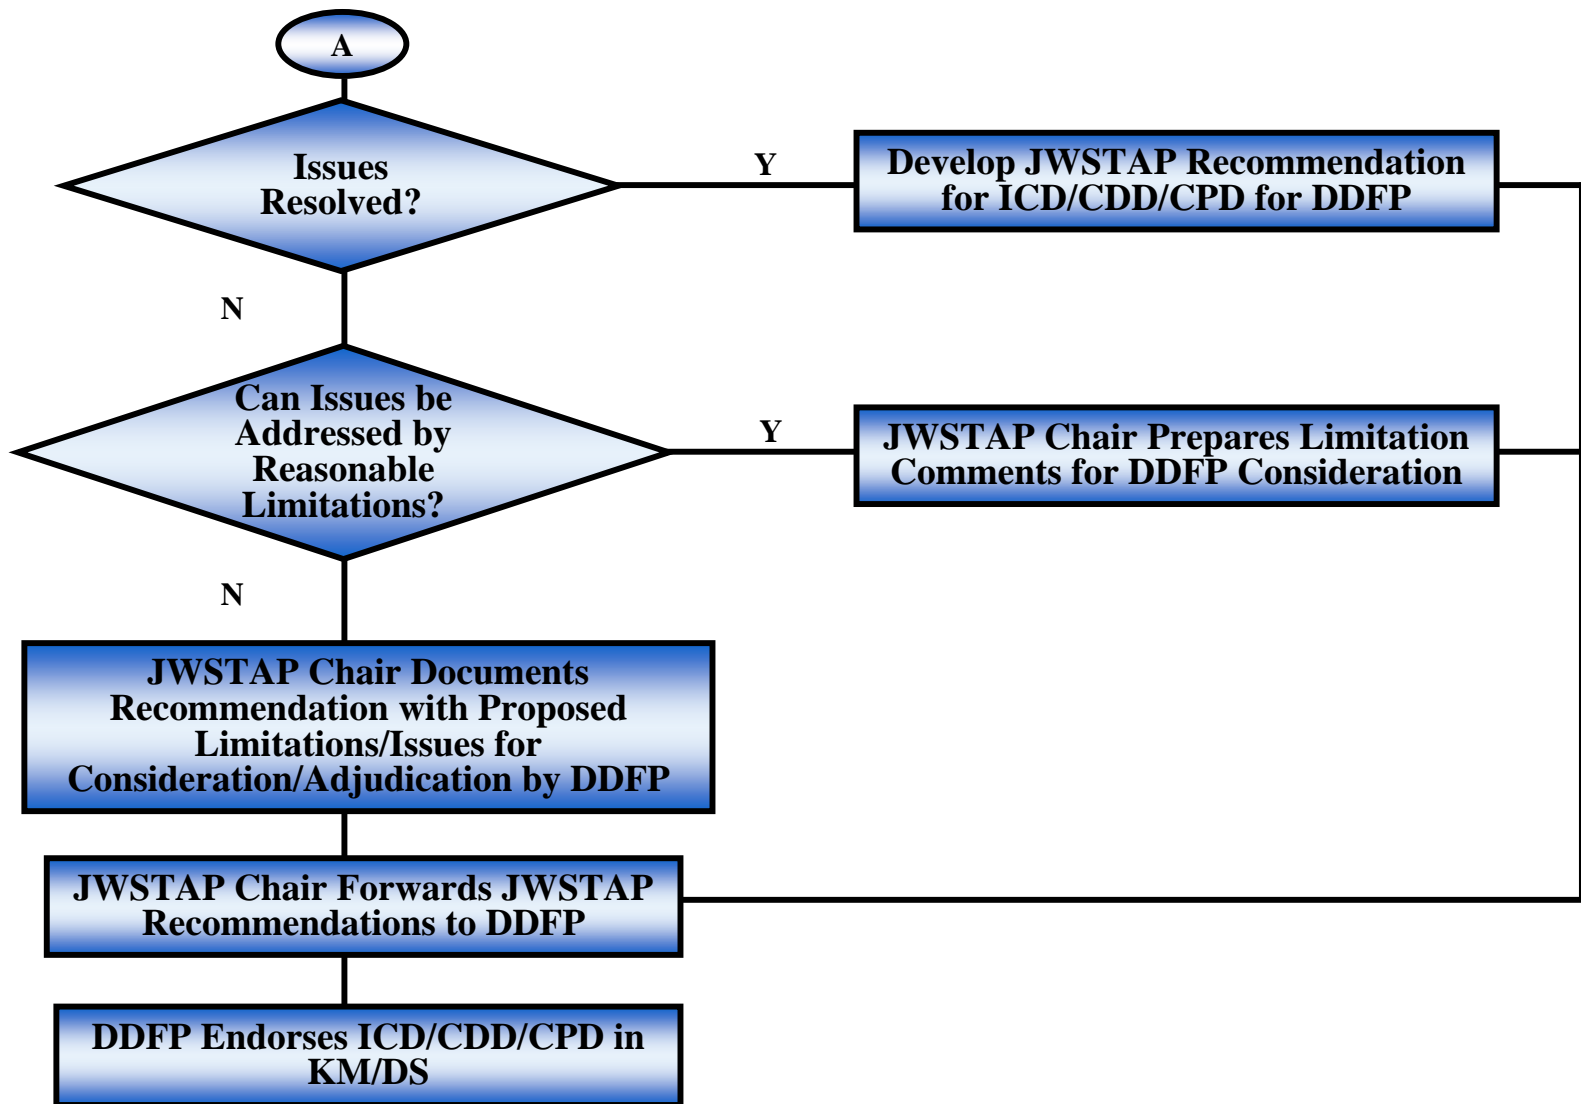 A
Issues
Resolved?
Y
Develop JWSTAP Recommendation
for ICD/CDD/CPD for DDFP
N
Can Issues be
Addressed by
Reasonable
Limitations?
Y
JWSTAP Chair Prepares Limitation
Comments for DDFP Consideration
N
JWSTAP Chair Documents
Recommendation with Proposed
Limitations/Issues for
Consideration/Adjudication by DDFP
JWSTAP Chair Forwards JWSTAP
Recommendations to DDFP
DDFP Endorses ICD/CDD/CPD in
KM/DS